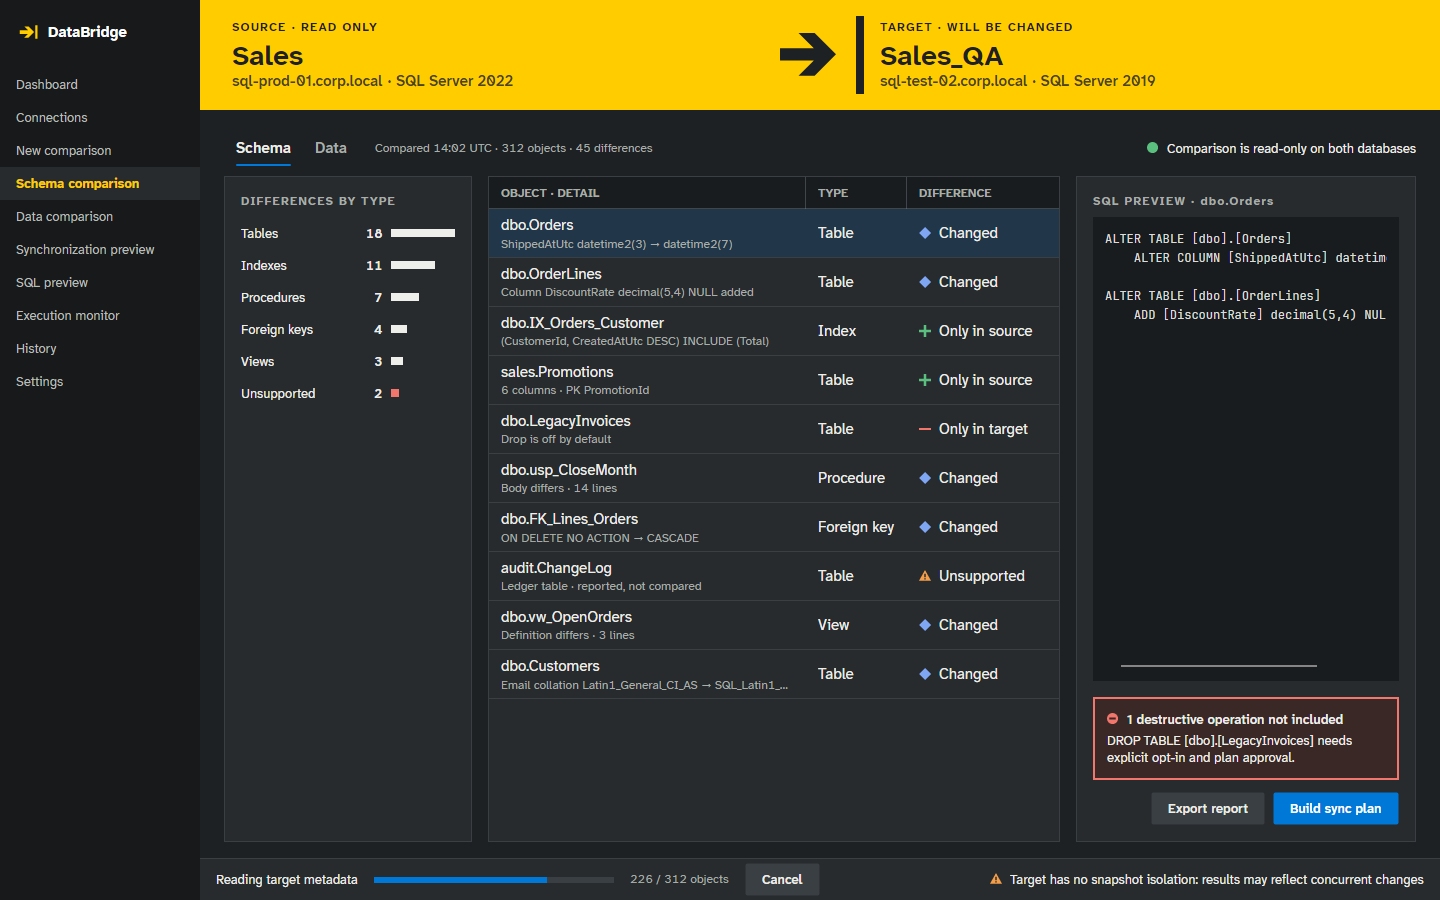 DataBridge
Dashboard
Connections
New comparison
Schema comparison
Data comparison
Synchronization preview
SQL preview
Execution monitor
History
Settings
SOURCE · READ ONLY
Sales
sql-prod-01.corp.local · SQL Server 2022
TARGET · WILL BE CHANGED
Sales_QA
sql-test-02.corp.local · SQL Server 2019
Schema Data Compared 14:02 UTC · 312 objects · 45 differences
Comparison is read-only on both databases
DIFFERENCES BY TYPE
Tables 18
Indexes 11
Procedures 7
Foreign keys 4
Views 3
Unsupported 2
OBJECT · DETAIL TYPE DIFFERENCE
dbo.Orders
ShippedAtUtc datetime2(3) → datetime2(7)
Table Changed
dbo.OrderLines
Column DiscountRate decimal(5,4) NULL added
Table Changed
dbo.IX_Orders_Customer
(CustomerId, CreatedAtUtc DESC) INCLUDE (Total)
Index Only in source
sales.Promotions
6 columns · PK PromotionId
Table Only in source
dbo.LegacyInvoices
Drop is off by default
Table Only in target
dbo.usp_CloseMonth
Body differs · 14 lines
Procedure Changed
dbo.FK_Lines_Orders
ON DELETE NO ACTION → CASCADE
Foreign key Changed
audit.ChangeLog
Ledger table · reported, not compared
Table Unsupported
dbo.vw_OpenOrders
Definition differs · 3 lines
View Changed
dbo.Customers
Email collation Latin1_General_CI_AS → SQL_Latin1_...
Table Changed
SQL PREVIEW · dbo.Orders
ALTER TABLE [dbo].[Orders]
ALTER COLUMN [ShippedAtUtc] datetim
ALTER TABLE [dbo].[OrderLines]
ADD [DiscountRate] decimal(5,4) NUL
1 destructive operation not included
DROP TABLE [dbo].[LegacyInvoices] needs
explicit opt-in and plan approval.
Export report Build sync plan
Reading target metadata 226 / 312 objects Cancel
Target has no snapshot isolation: results may reflect concurrent changes